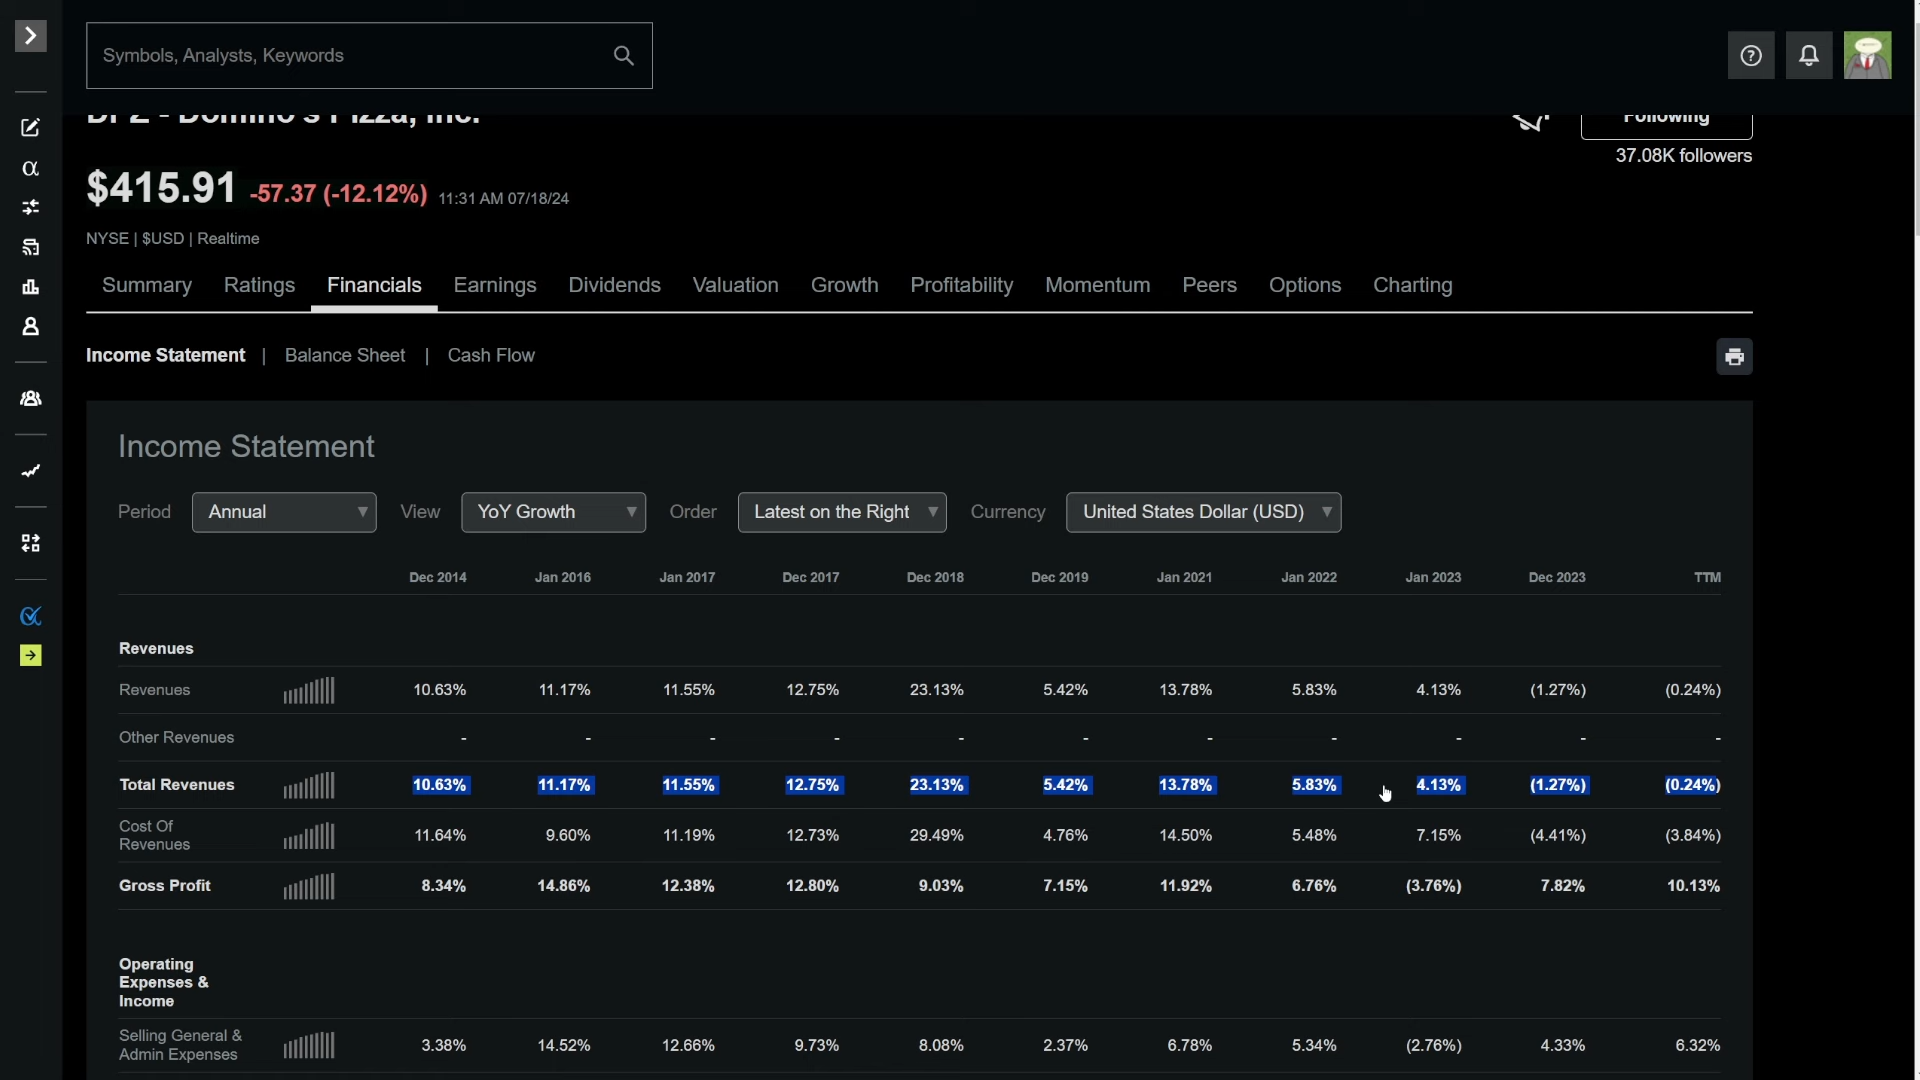 Symbols, Analysts, Keywords
DPZ - Domino's Pizza, Inc.
Following
37.08K followers
$415.91 -57.37 (-12.12%) 11:31 AM 07/18/24
NYSE | $USD | Realtime
Summary Ratings Financials Earnings Dividends Valuation Growth Profitability Momentum Peers Options Charting
Income Statement | Balance Sheet | Cash Flow
Income Statement
Period Annual View YoY Growth Order Latest on the Right Currency United States Dollar (USD)
Dec 2014 Jan 2016 Jan 2017 Dec 2017 Dec 2018 Dec 2019 Jan 2021 Jan 2022 Jan 2023 Dec 2023 TTM
Revenues
Revenues 10.63% 11.17% 11.55% 12.75% 23.13% 5.42% 13.78% 5.83% 4.13% (1.27%) (0.24%)
Other Revenues - - - - - - - - - - -
Total Revenues 10.63% 11.17% 11.55% 12.75% 23.13% 5.42% 13.78% 5.83% 4.13% (1.27%) (0.24%)
Cost Of
Revenues 11.64% 9.60% 11.19% 12.73% 29.49% 4.76% 14.50% 5.48% 7.15% (4.41%) (3.84%)
Gross Profit 8.34% 14.86% 12.38% 12.80% 9.03% 7.15% 11.92% 6.76% (3.76%) 7.82% 10.13%
Operating
Expenses &
Income
Selling General &
Admin Expenses 3.38% 14.52% 12.66% 9.73% 8.08% 2.37% 6.78% 5.34% (2.76%) 4.33% 6.32%